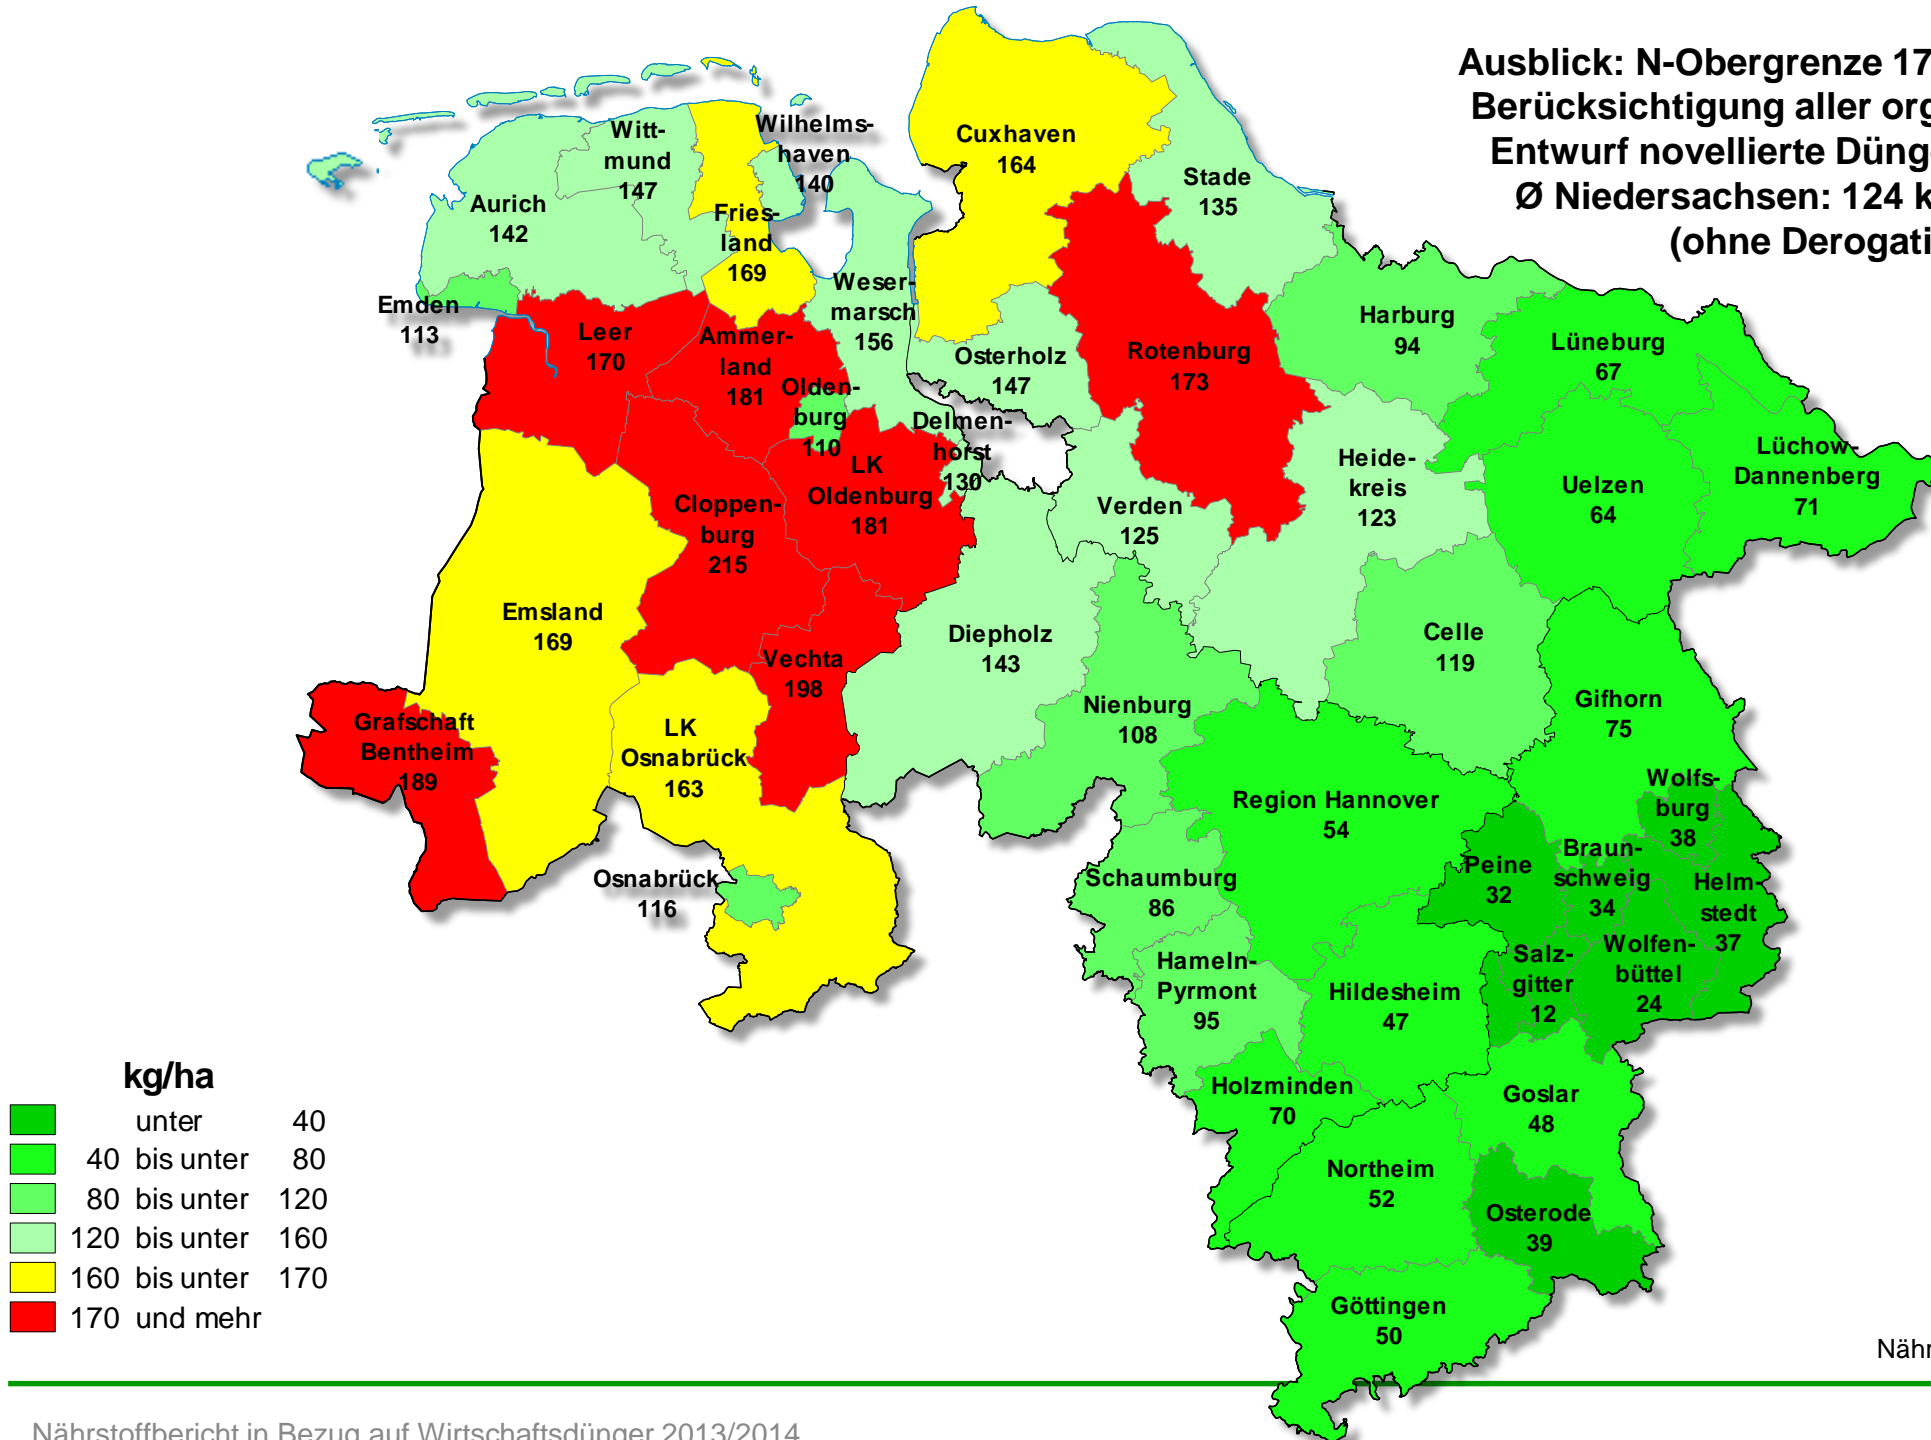 Ausblick: N-Obergrenze 17
Berücksichtigung aller org
Entwurf novellierte Düng
Ø Niedersachsen: 124 k
(ohne Derogati
Cuxhaven
164
Wilhelms-
haven
140
Witt-
mund
147
Aurich
142
Fries-
land
169
Stade
135
Emden
113
Weser-
marsch
156
Leer
170
Ammer-
land
181
Olden-
burg
110
Osterholz
147
Rotenburg
173
Harburg
94
Lüneburg
67
Delmen-
horst
130
LK
Oldenburg
181
Heide-
kreis
123
Lüchow-
Dannenberg
71
Uelzen
64
Verden
125
Cloppen-
burg
215
Emsland
169
Diepholz
143
Celle
119
Vechta
198
Gifhorn
75
Nienburg
108
Grafschaft
Bentheim
189
LK
Osnabrück
163
Region Hannover
54
Wolfs-
burg
38
Braun-
schweig
34
Peine
32
Helm-
stedt
37
Osnabrück
116
Schaumburg
86
Wolfen-
büttel
24
Salz-
gitter
12
Hameln-
Pyrmont
95
Hildesheim
47
Holzminden
70
Goslar
48
Northeim
52
Osterode
39
Göttingen
50
kg/ha
unter 40
40 bis unter 80
80 bis unter 120
120 bis unter 160
160 bis unter 170
170 und mehr
Nähr
Nährstoffbericht in Bezug auf Wirtschaftsdünger 2013/2014